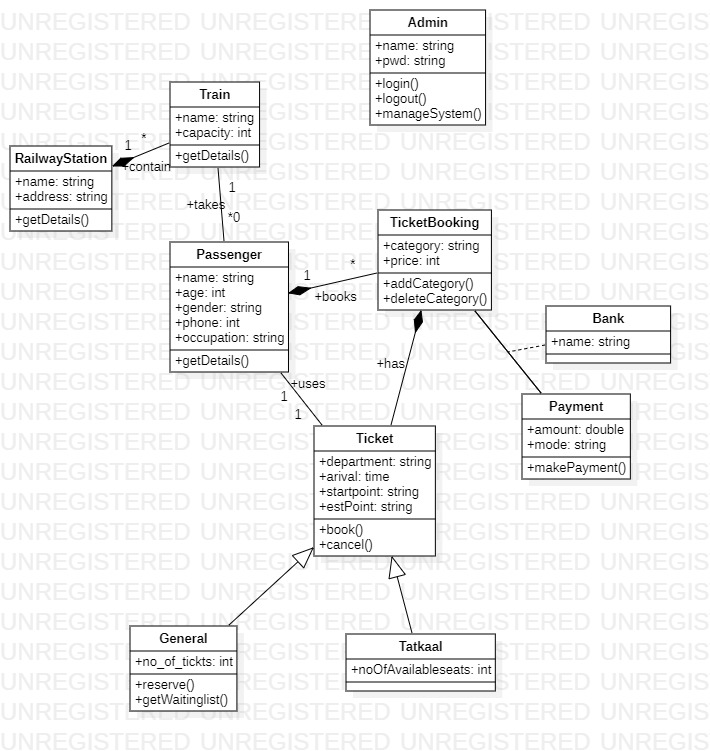 Admin
+name: string
+pwd: string
+login()
+logout()
+manageSystem()
Train
+name: string
+capacity: int
+getDetails()
RailwayStation
+name: string
+address: string
+getDetails()
1
*
+contain
1
+takes
*0
Passenger
+name: string
+age: int
+gender: string
+phone: int
+occupation: string
+getDetails()
1
*
+books
TicketBooking
+category: string
+price: int
+addCategory()
+deleteCategory()
Bank
+name: string
+has
Payment
+amount: double
+mode: string
+makePayment()
+uses
1
1
Ticket
+department: string
+arival: time
+startpoint: string
+estPoint: string
+book()
+cancel()
General
+no_of_tickts: int
+reserve()
+getWaitinglist()
Tatkaal
+noOfAvailableseats: int
UNREGISTERED UNREGISTERED UNREGISTERED UNREGIS